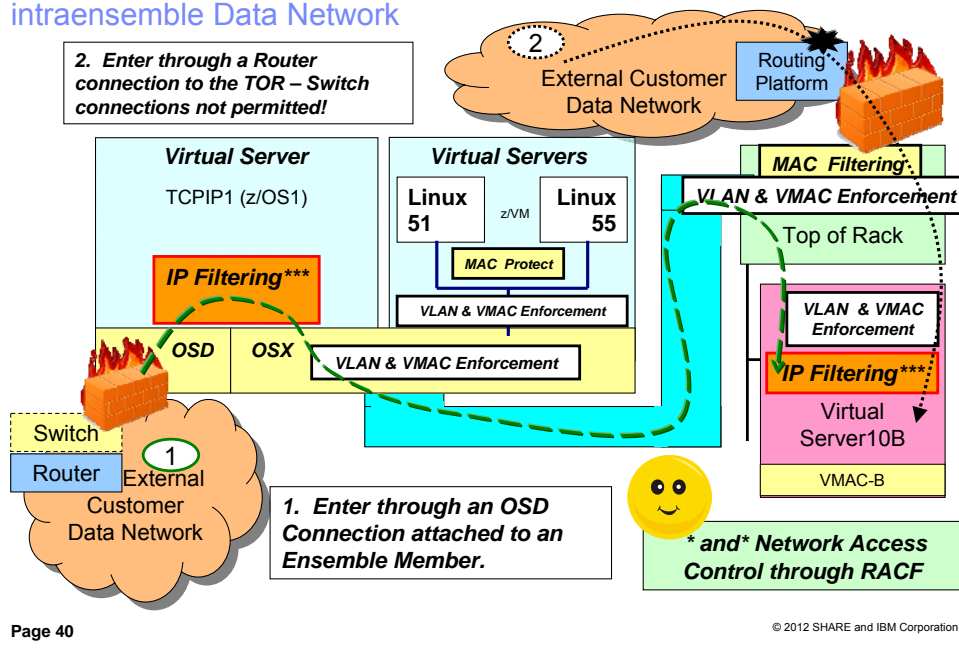 intraensemble Data Network
2. Enter through a Router
connection to the TOR – Switch
connections not permitted!
2
External Customer
Data Network
Routing
Platform
Virtual Server
TCPIP1 (z/OS1)
IP Filtering***
OSD
OSX
VLAN & VMAC Enforcement
Virtual Servers
Linux
51
z/VM
Linux
55
MAC Protect
VLAN & VMAC Enforcement
MAC Filtering
VLAN & VMAC Enforcement
Top of Rack
VLAN & VMAC
Enforcement
IP Filtering***
Virtual
Server10B
VMAC-B
Switch
Router
1
External
Customer
Data Network
1. Enter through an OSD
Connection attached to an
Ensemble Member.
* and* Network Access
Control through RACF
Page 40
© 2012 SHARE and IBM Corporation